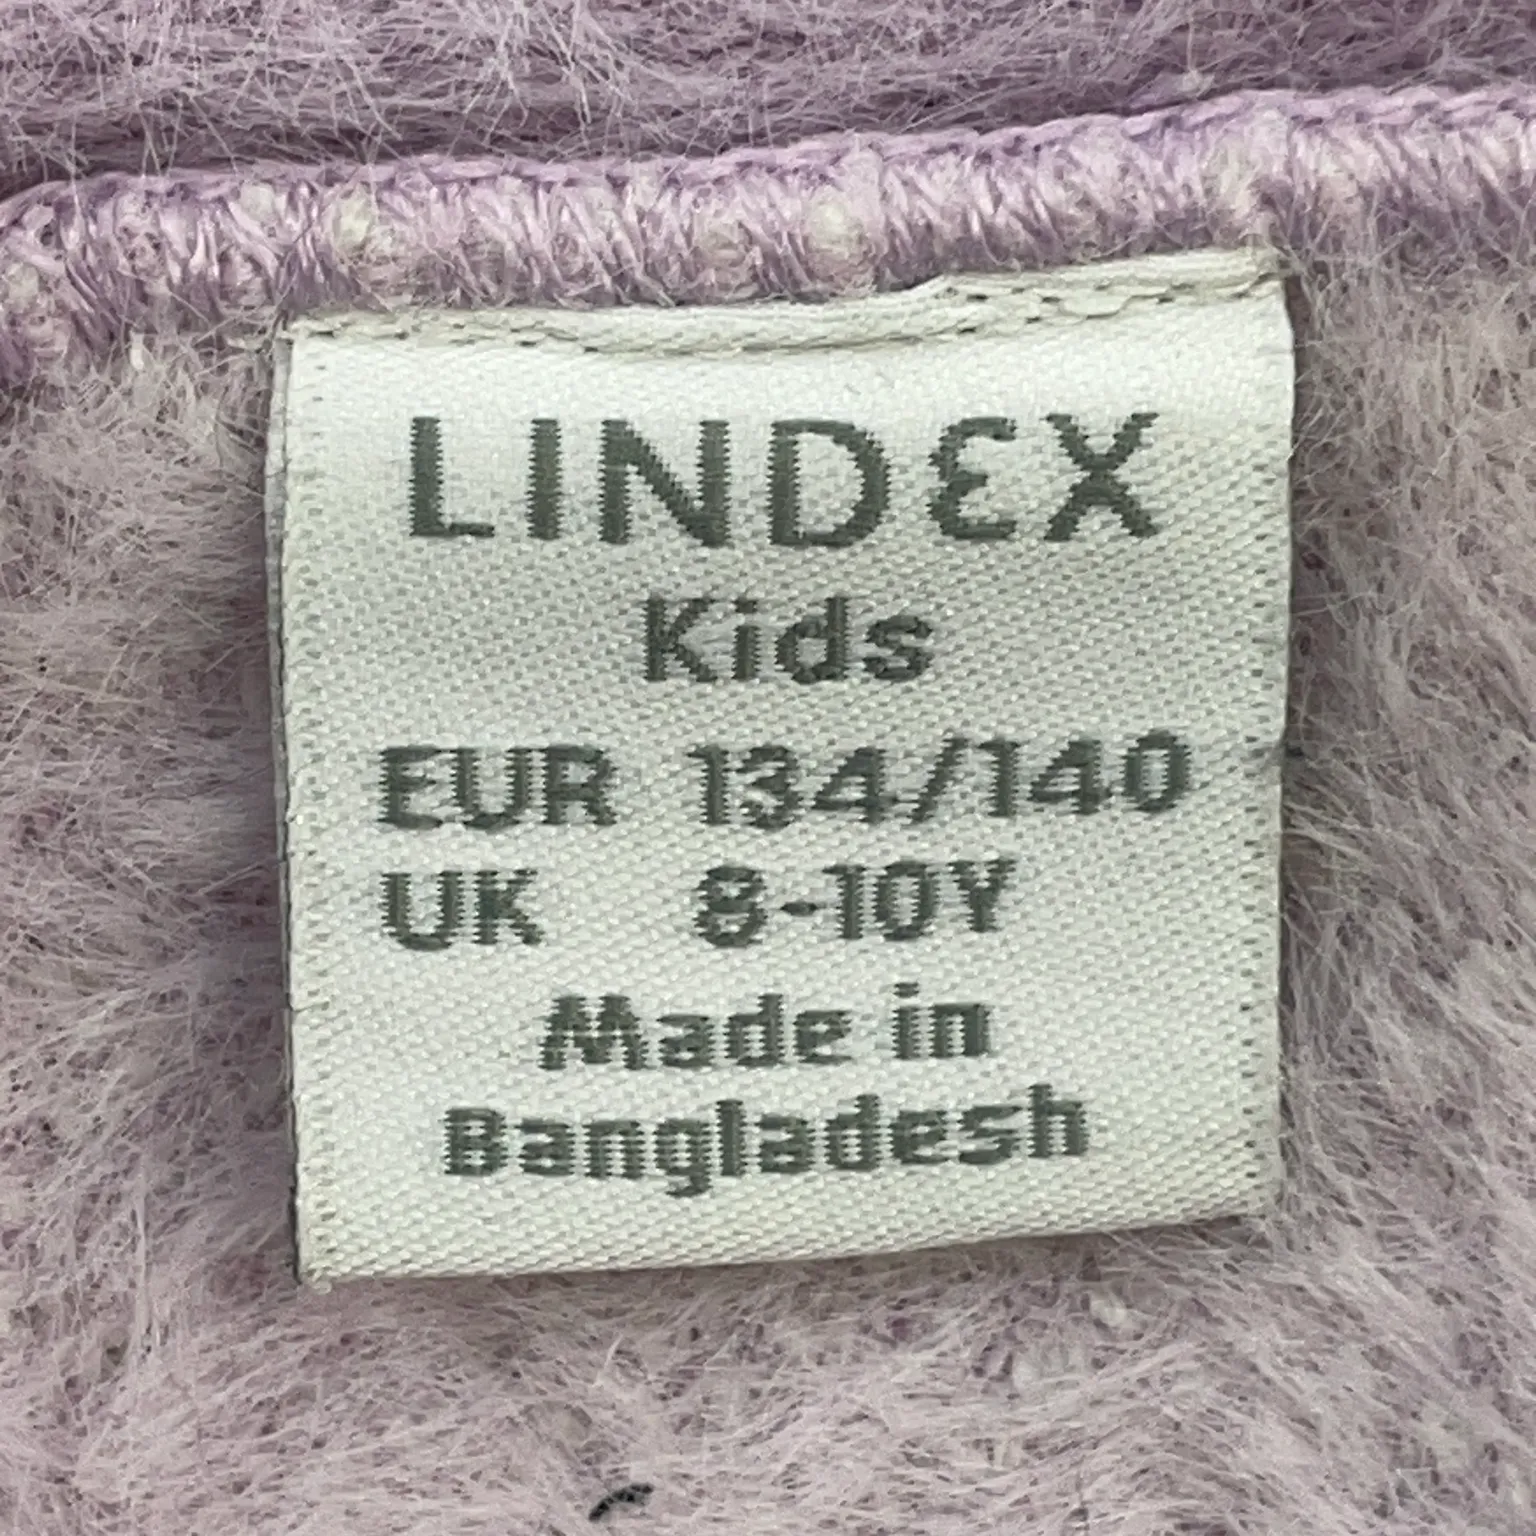 LINDEX
Kids
EUR 134/140
UK 8-10Y
Made in
Bangladesh